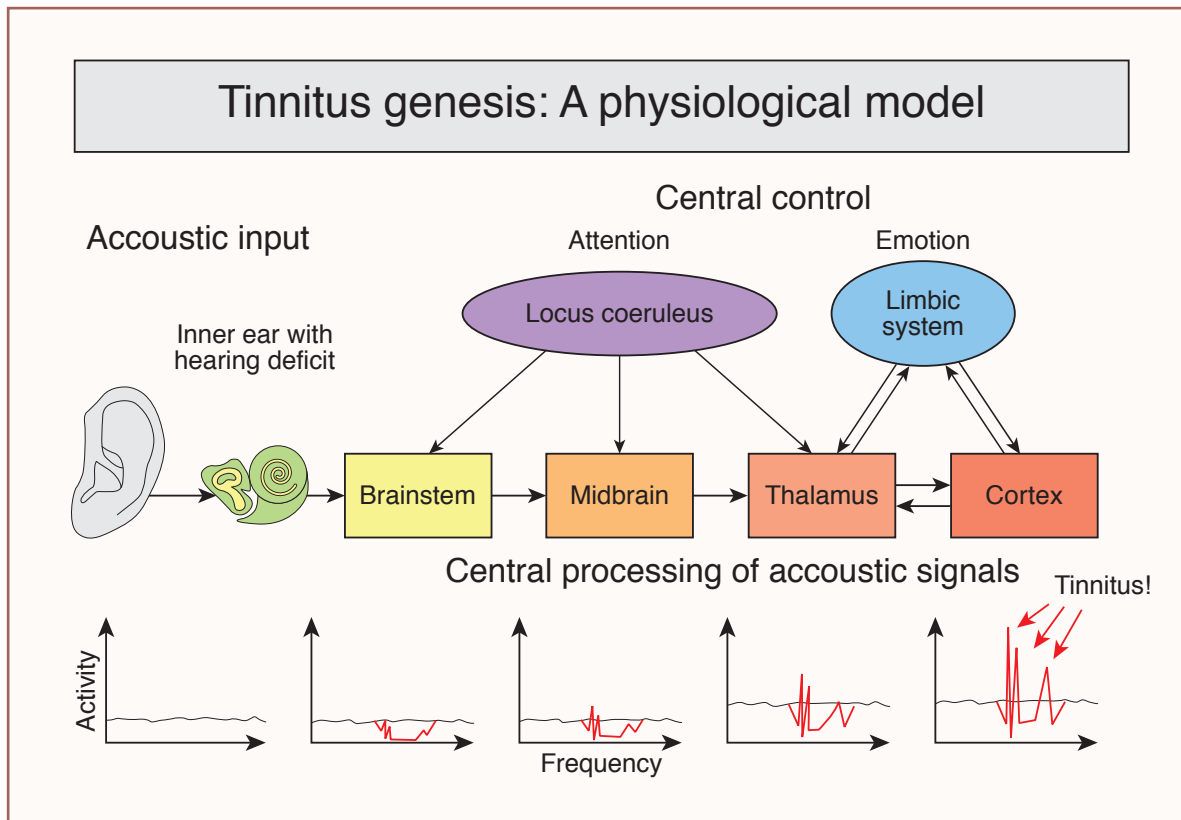 Tinnitus genesis: A physiological model
Central control
Accoustic input
Attention
Emotion
Locus coeruleus
Limbic
system
Inner ear with
hearing deficit
Brainstem
Midbrain
Thalamus
Cortex
Central processing of accoustic signals
Tinnitus!
Activity
Frequency